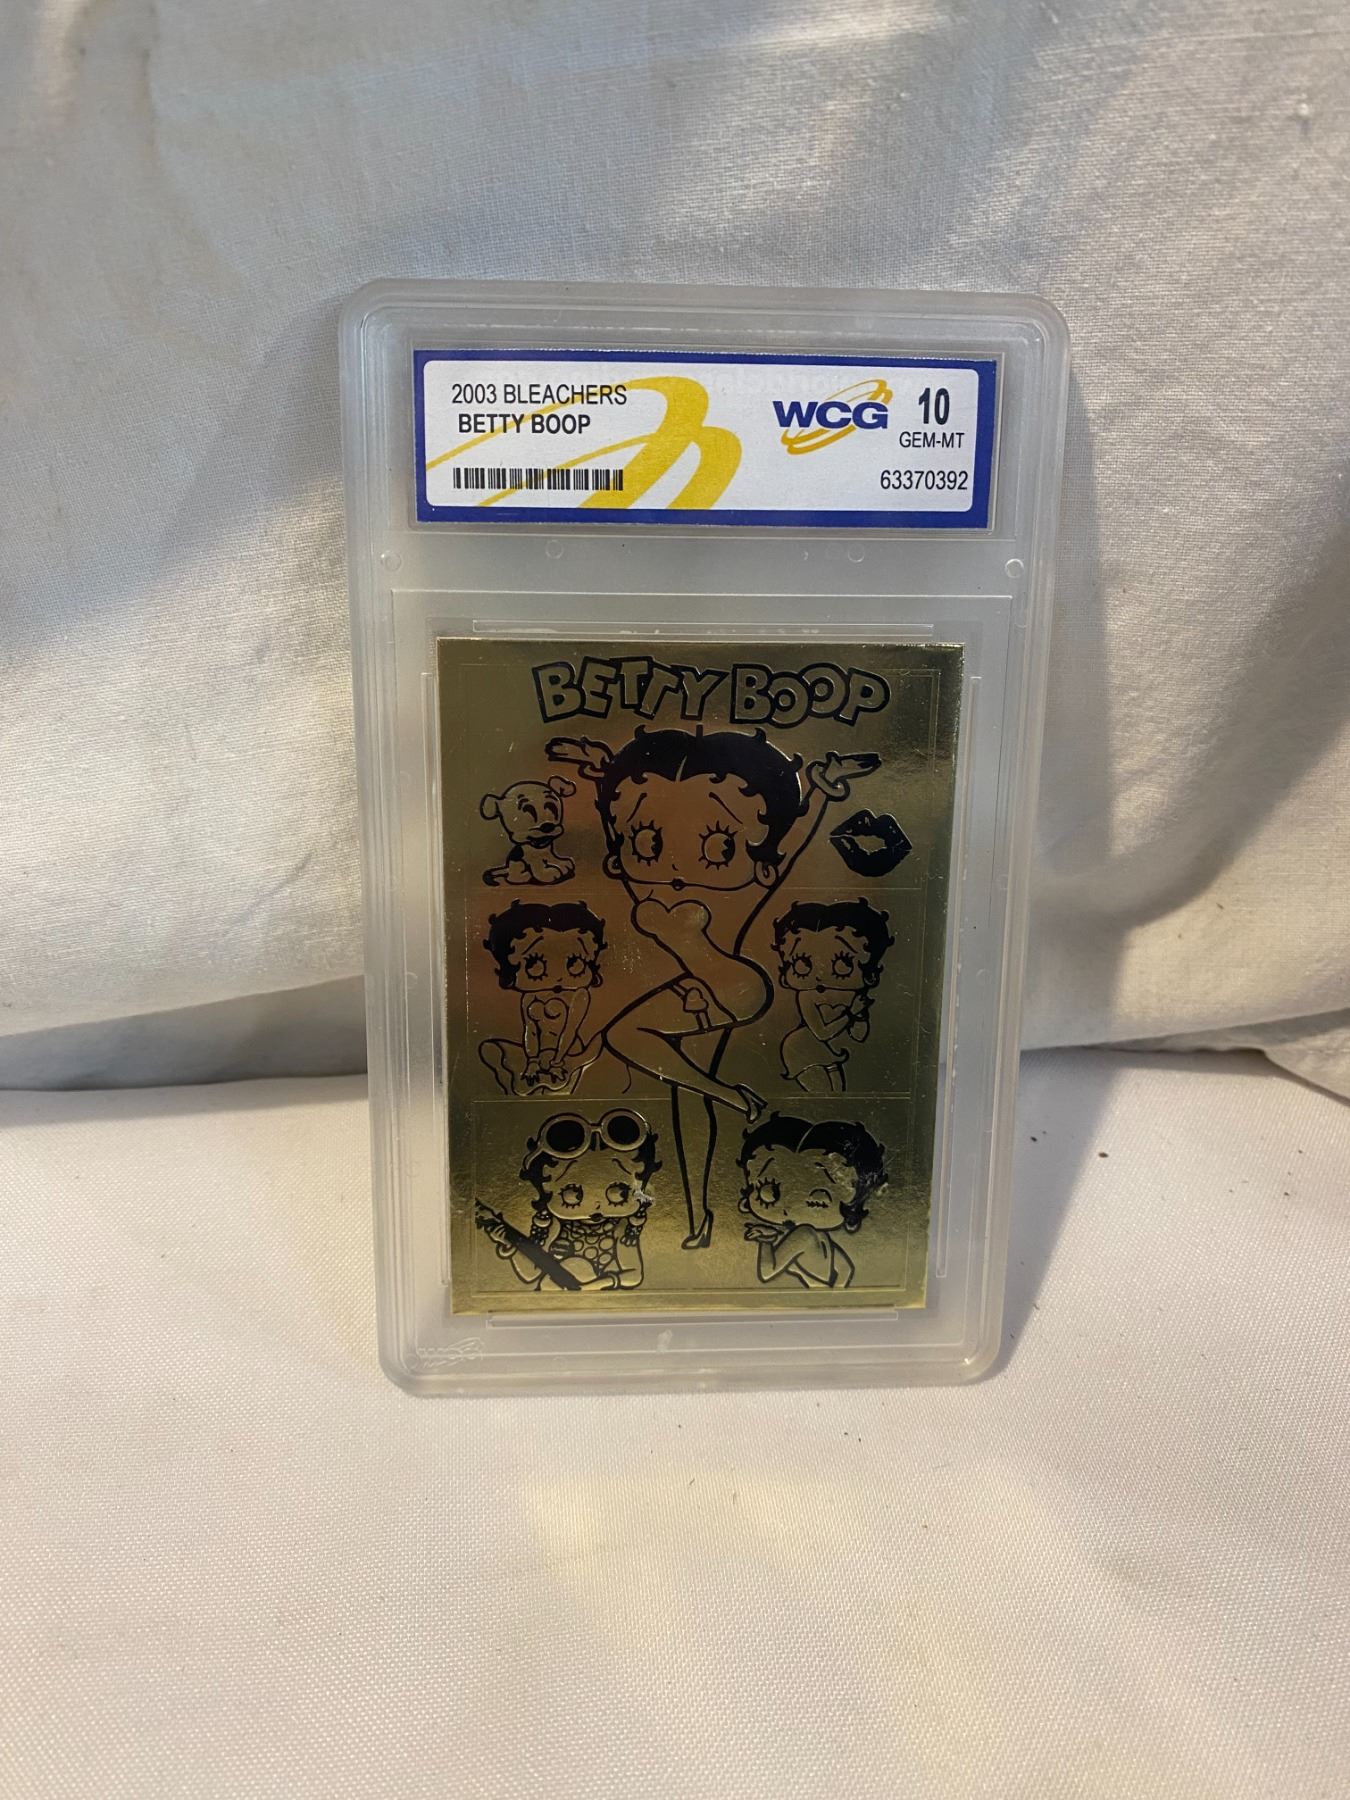 2003 BLEACHERS
BETTY BOOP
WCG
10
GEM-MT
63370392
BETTY BOOP